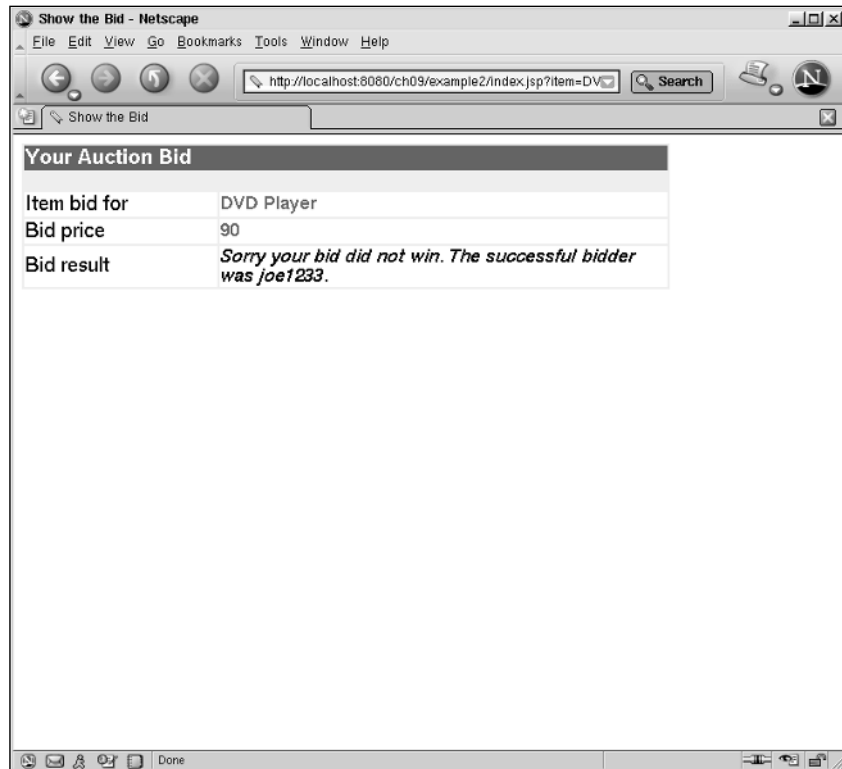 Show the Bid - Netscape
File Edit View Go Bookmarks Tools Window Help
http://localhost:8080/ch09/example2/index.jsp?item=DV
Search
N
Show the Bid
Your Auction Bid
Item bid for DVD Player
Bid price 90
Bid result Sorry your bid did not win. The successful bidder
was joe1233.
Done